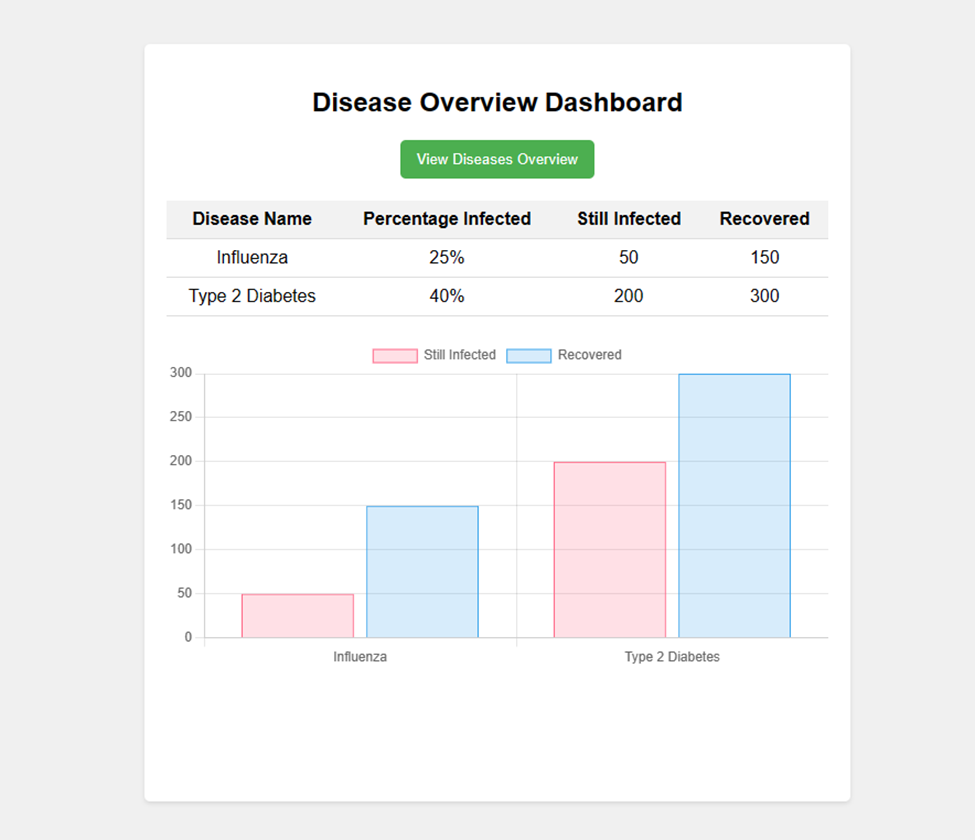 Disease Overview Dashboard
View Diseases Overview
Disease Name Percentage Infected Still Infected Recovered
Influenza 25% 50 150
Type 2 Diabetes 40% 200 300
Still Infected Recovered
300
250
200
150
100
50
0
Influenza Type 2 Diabetes